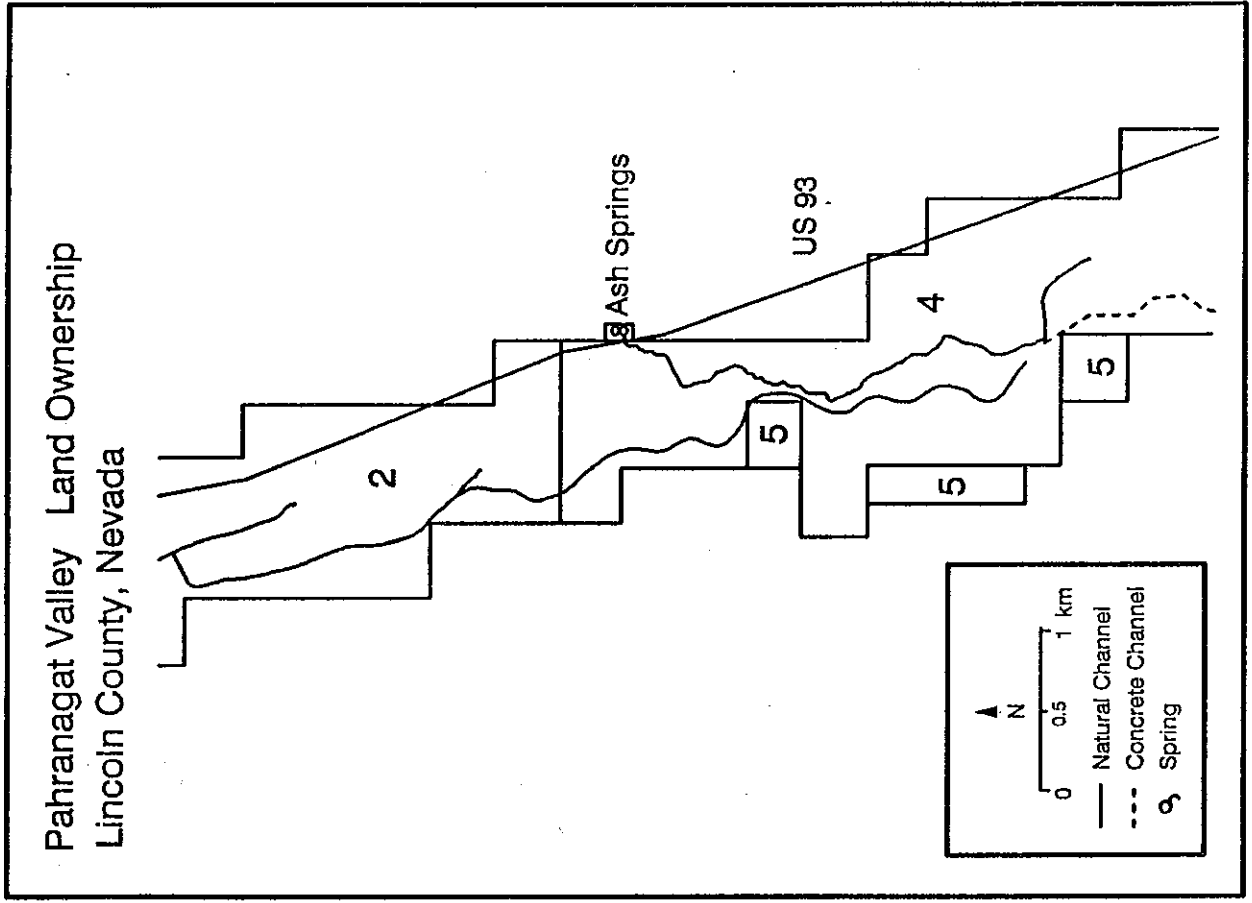 Pahranagat Valley Land Ownership
Lincoln County, Nevada
2
8 Ash Springs
US 93
5
4
5
5
N
0 0.5 1 km
Natural Channel
Concrete Channel
Spring